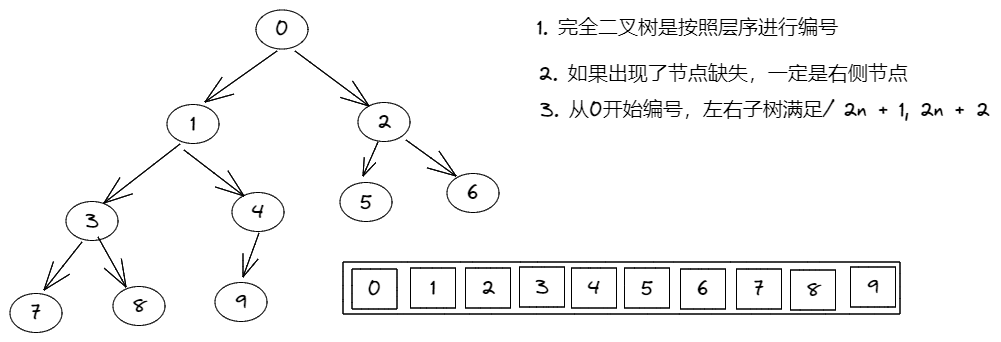 0
1. 完全二叉树是按照层序进行编号
2. 如果出现了节点缺失，一定是右侧节点
3. 从0开始编号，左右子树满足/ 2n + 1, 2n + 2
1 2
3 4 5 6
7 8 9
0 1 2 3 4 5 6 7 8 9